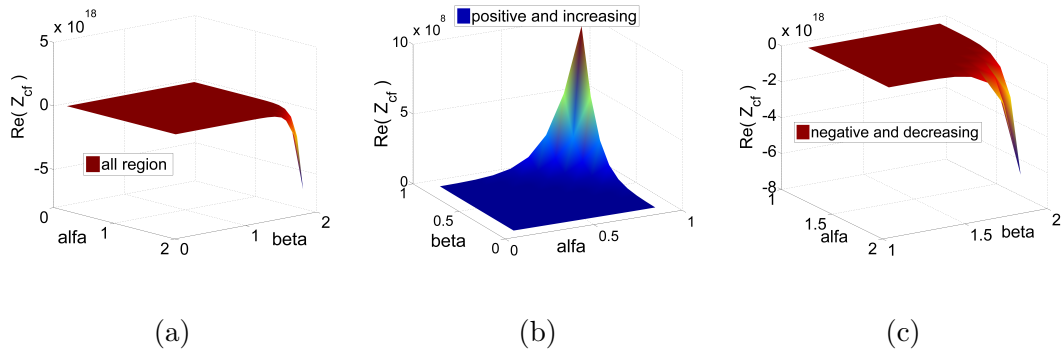 x 10^18
5
0
-5
Re( Z_cf )
all region
0
1
2
alfa
0
1
2
beta
(a)
positive and increasing
x 10^8
10
5
0
Re( Z_cf )
1
0.5
0
beta
0
0.5
1
alfa
(b)
x 10^18
0
-2
-4
-6
-8
Re( Z_cf )
negative and decreasing
1
1.5
2
alfa
1
1.5
2
beta
(c)